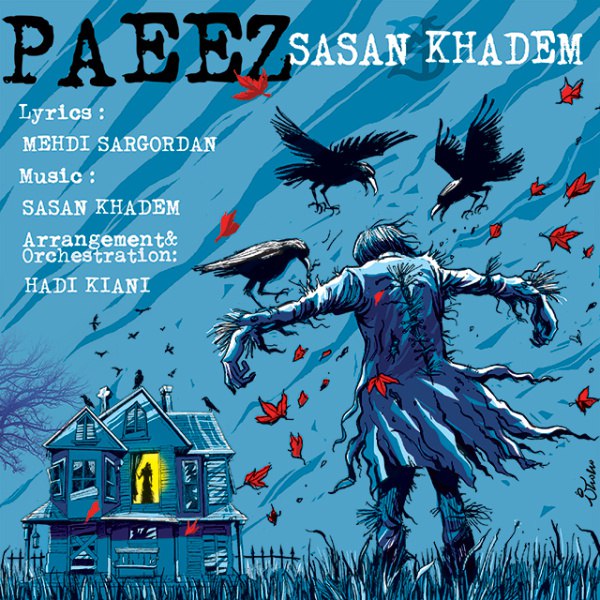 PAEEZ SASAN KHADEM
Lyrics :
MEHDI SARGORDAN
Music :
SASAN KHADEM
Arrangement&
Orchestration:
HADI KIANI